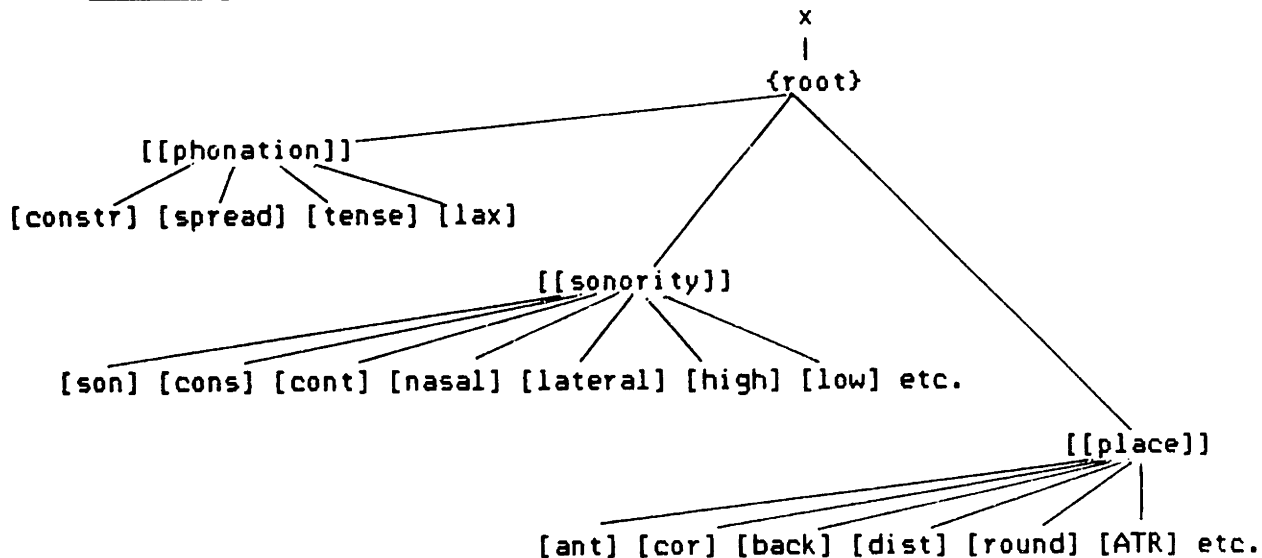 x
{root}
[[phonation]]
[constr] [spread] [tense] [lax]
[[sonority]]
[son] [cons] [cont] [nasal] [lateral] [high] [low] etc.
[[place]]
[ant] [cor] [back] [dist] [round] [ATR] etc.